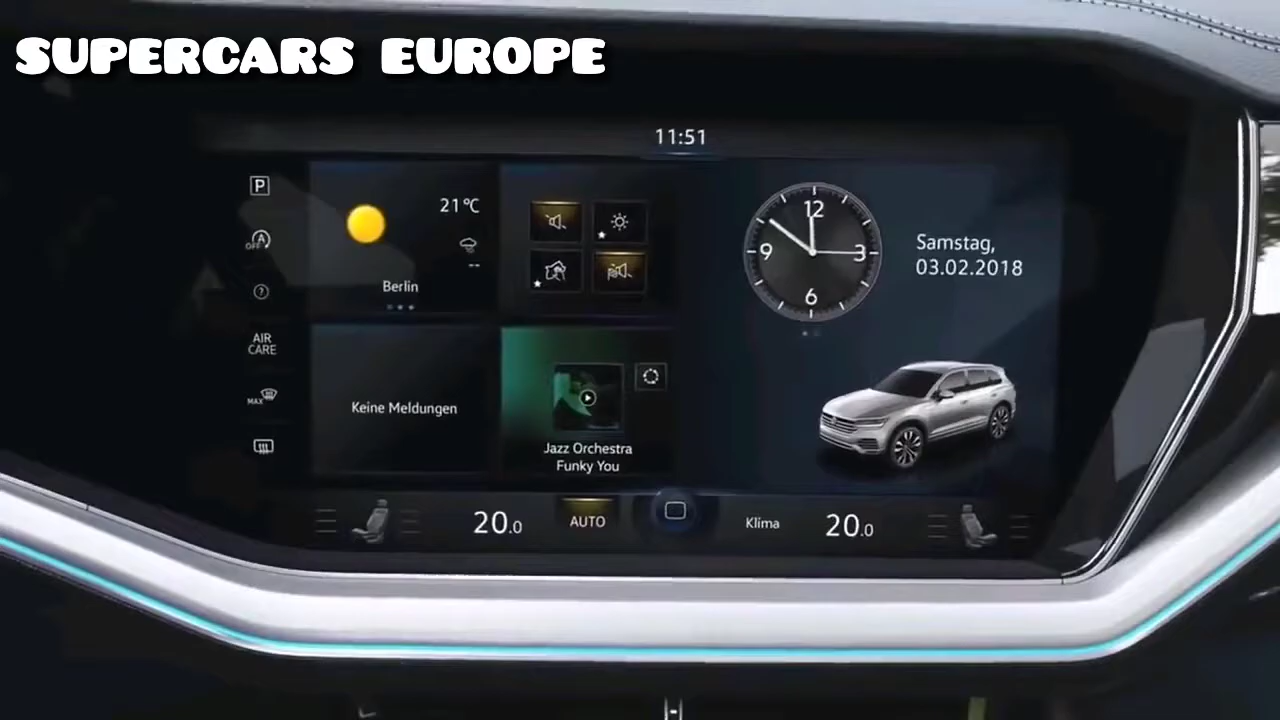 SUPERCARS EUROPE
11:51
P
21°C
OFF A
?
--
Berlin
AIR
CARE
MAX
Keine Meldungen
Jazz Orchestra
Funky You
12
9
3
6
Samstag,
03.02.2018
20.0
AUTO
Klima
20.0